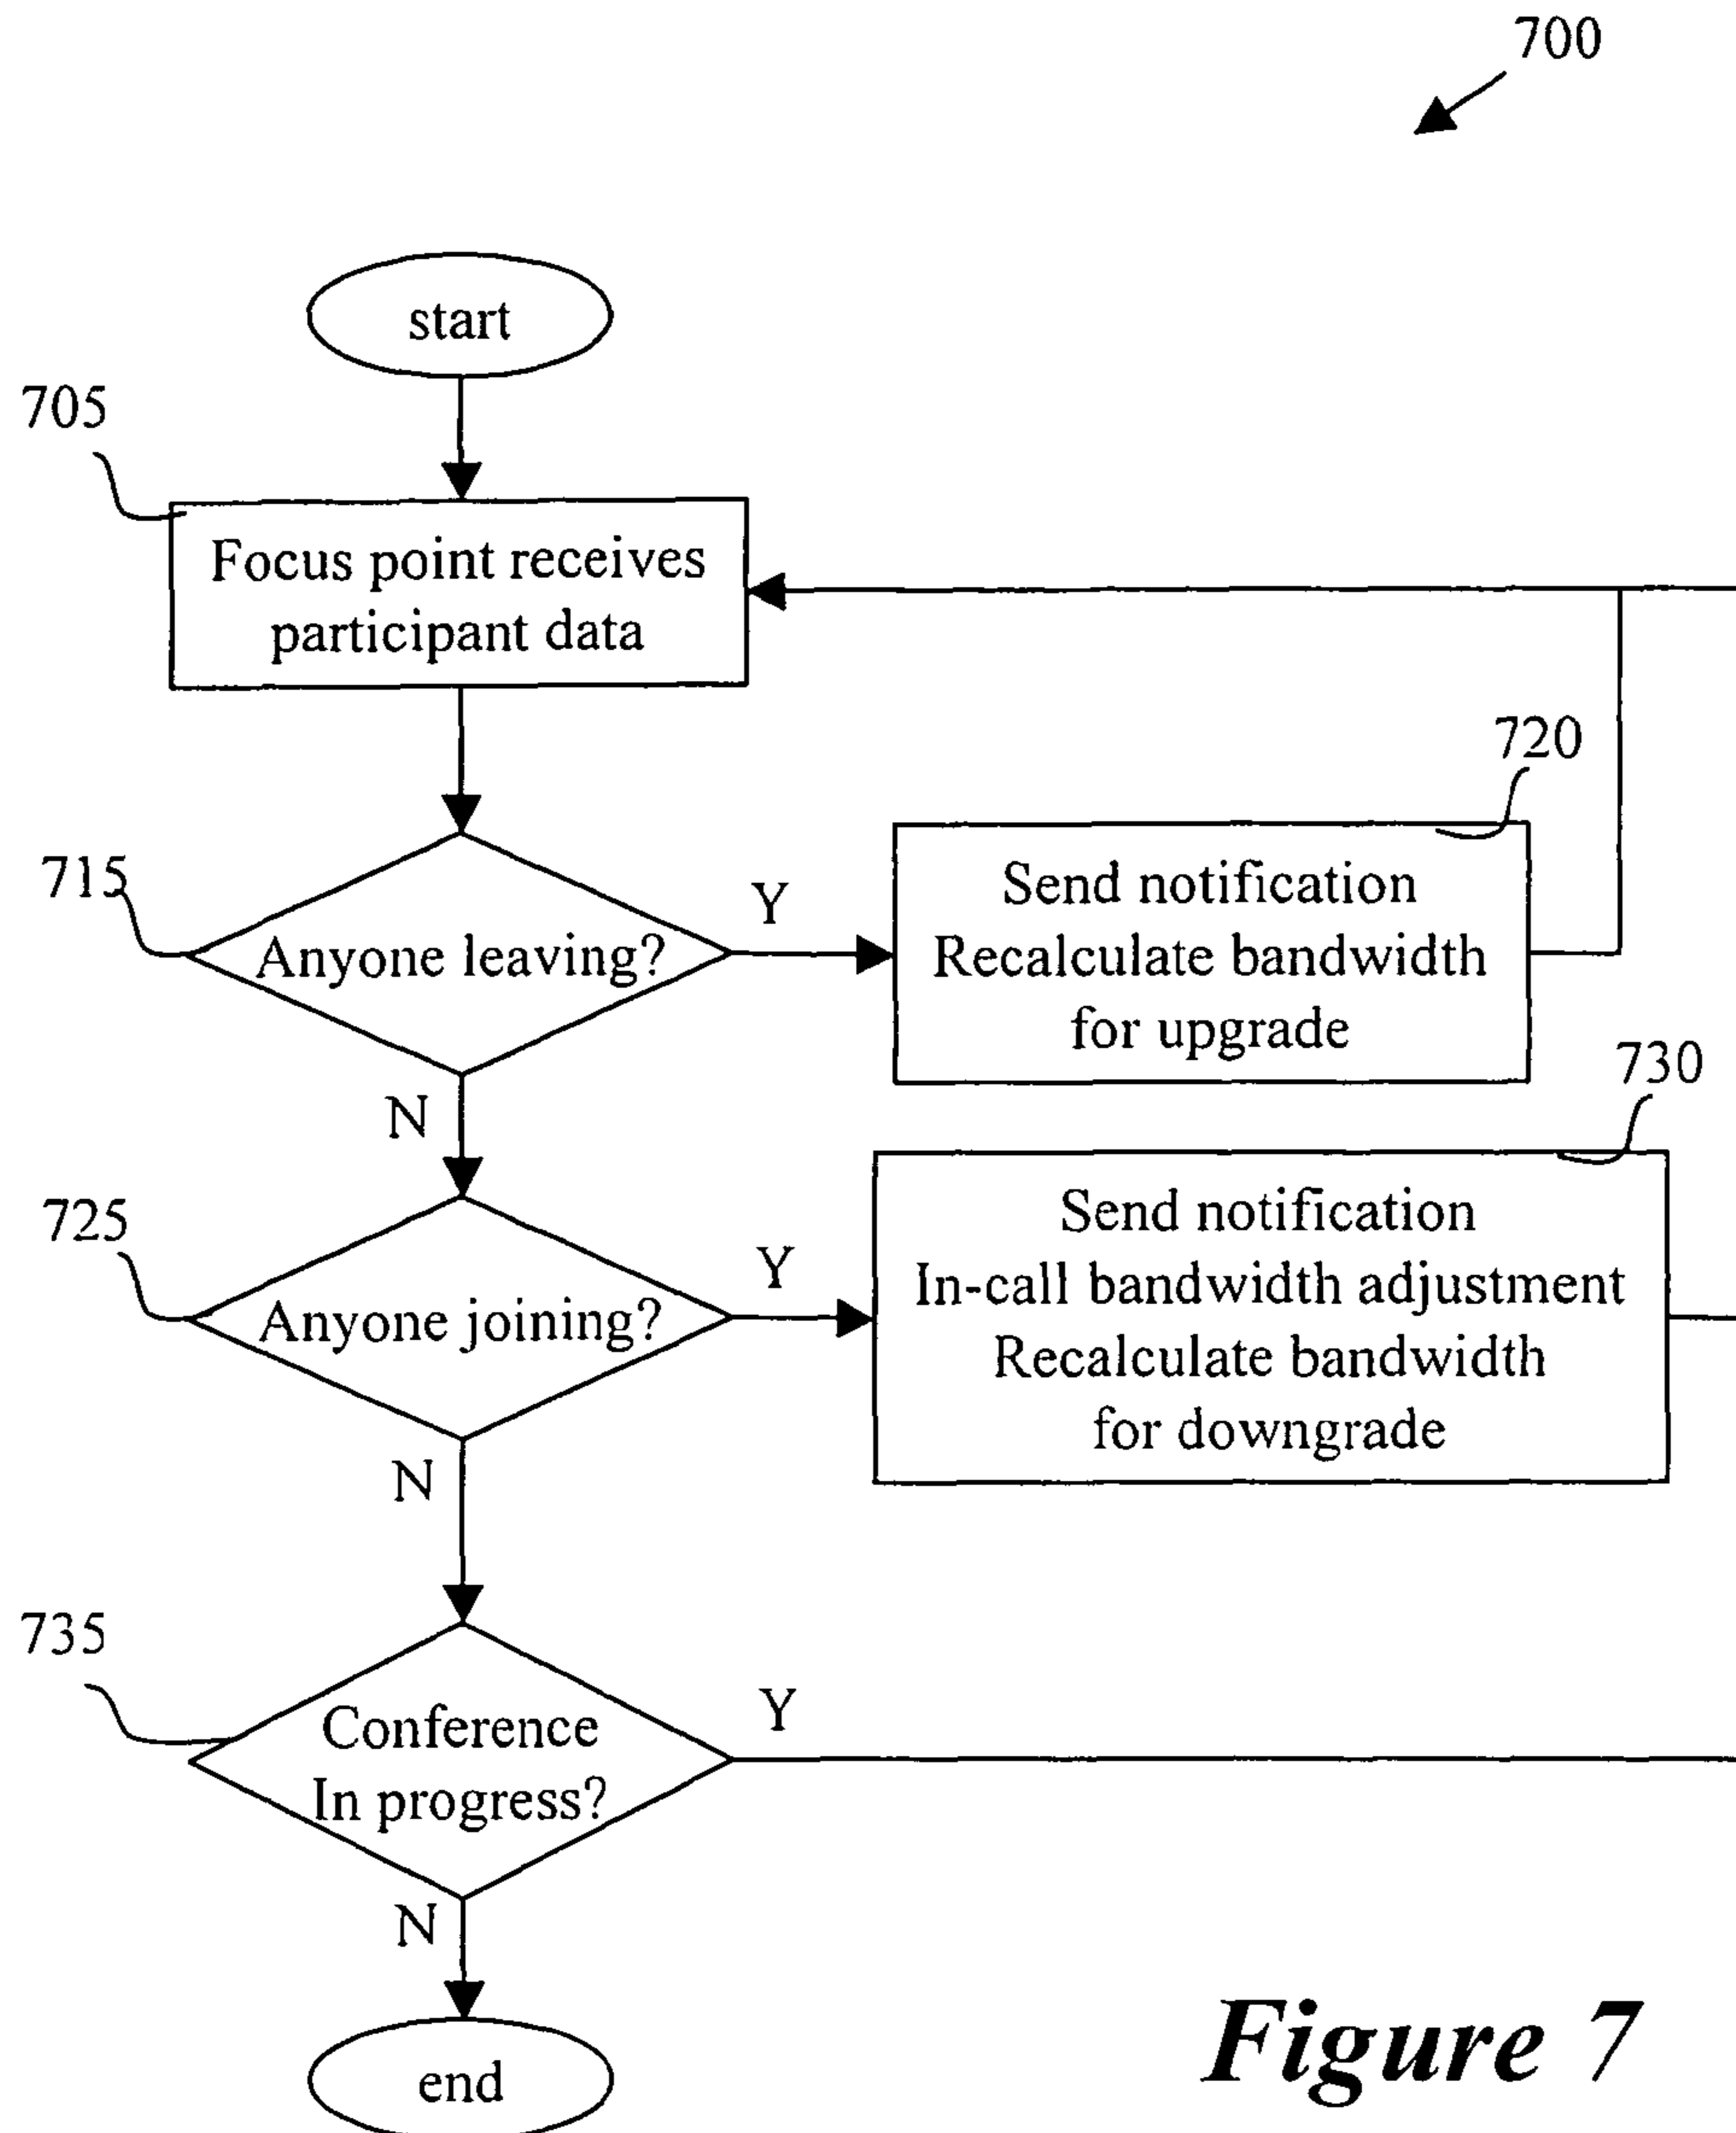 700
start
705
Focus point receives
participant data
720
715
Anyone leaving?
Y
Send notification
Recalculate bandwidth
for upgrade
N
730
725
Anyone joining?
Y
Send notification
In-call bandwidth adjustment
Recalculate bandwidth
for downgrade
N
735
Conference
In progress?
Y
N
end
Figure 7